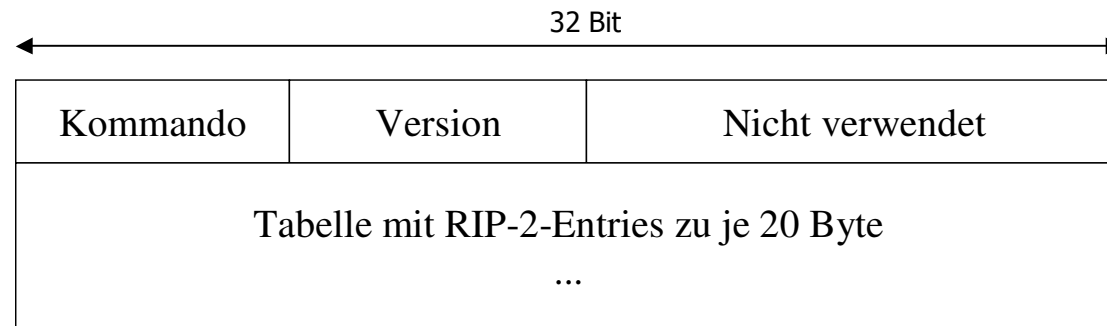 32 Bit
Kommando Version Nicht verwendet
Tabelle mit RIP-2-Entries zu je 20 Byte
...